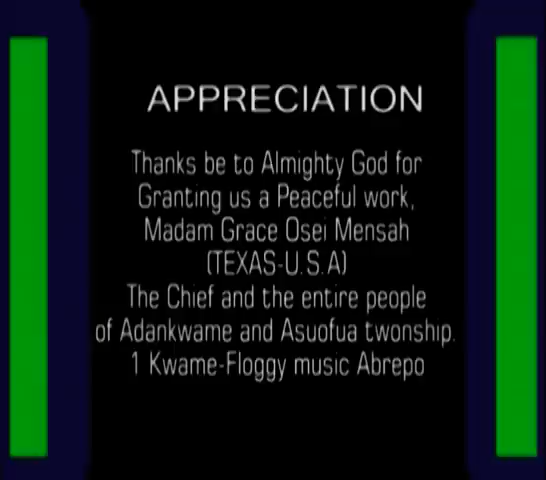 APPRECIATION
Thanks be to Almighty God for
Granting us a Peaceful work,
Madam Grace Osei Mensah
(TEXAS-U.S.A)
The Chief and the entire people
of Adankwame and Asuofua twonship.
1 Kwame-Floggy music Abrepo